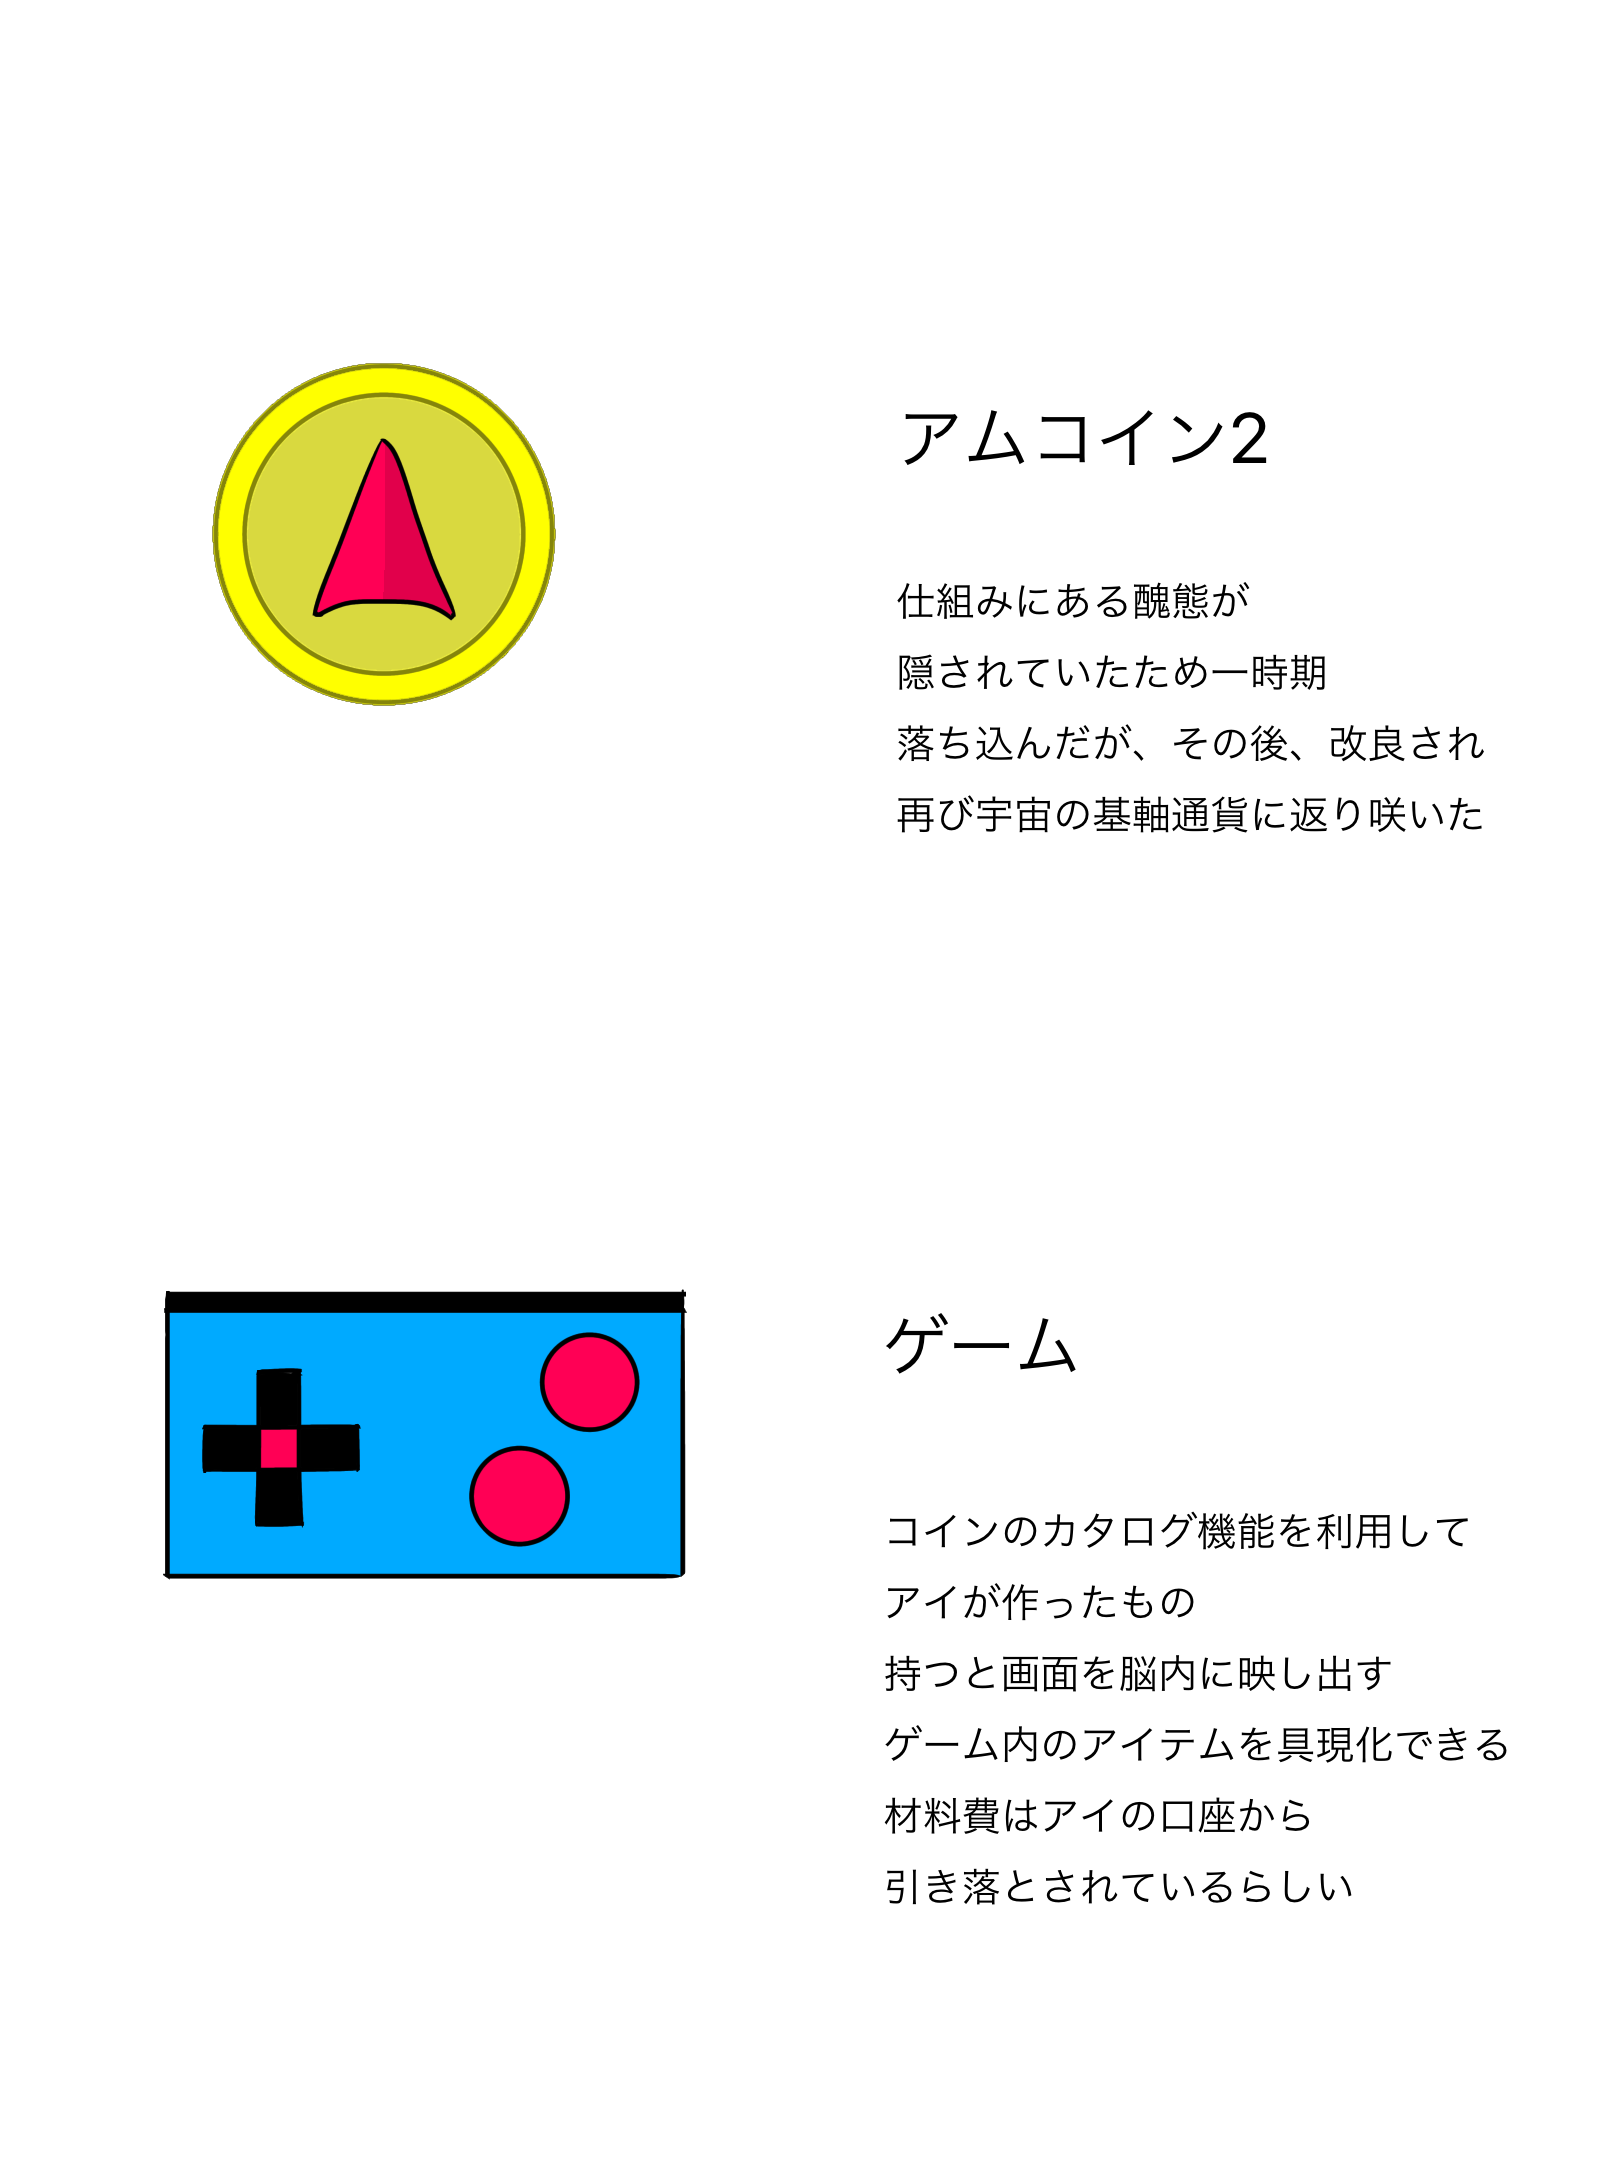 アムコイン2
仕組みにある醜態が
隠されていたため一時期
落ち込んだが、その後、改良され
再び宇宙の基軸通貨に返り咲いた
ゲーム
コインのカタログ機能を利用して
アイが作ったもの
持つと画面を脳内に映し出す
ゲーム内のアイテムを具現化できる
材料費はアイの口座から
引き落とされているらしい